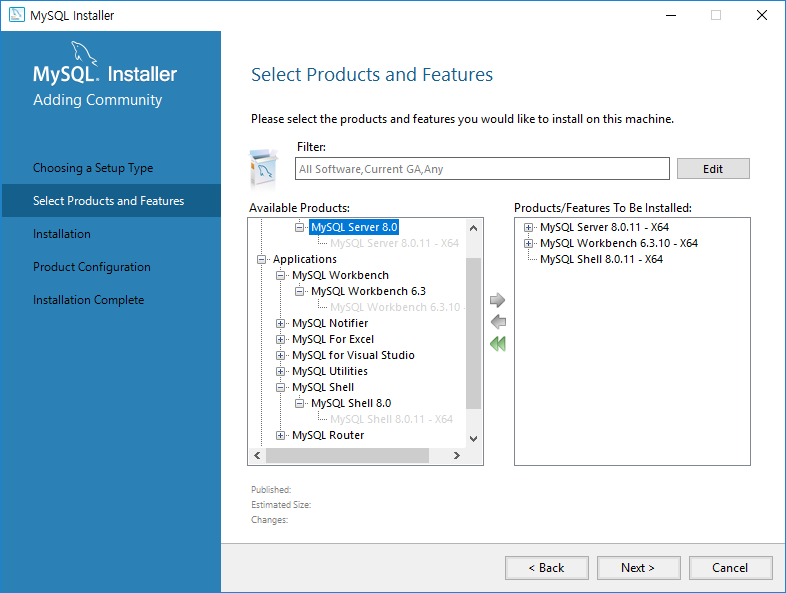 MySQL Installer
MySQL. Installer
Adding Community
Choosing a Setup Type
Select Products and Features
Installation
Product Configuration
Installation Complete
Select Products and Features
Please select the products and features you would like to install on this machine.
Filter:
All Software,Current GA,Any
Edit
Available Products:
MySQL Server 8.0
MySQL Server 8.0.11 - X64
Applications
MySQL Workbench
MySQL Workbench 6.3
MySQL Workbench 6.3.10
MySQL Notifier
MySQL For Excel
MySQL for Visual Studio
MySQL Utilities
MySQL Shell
MySQL Shell 8.0
MySQL Shell 8.0.11 - X64
MySQL Router
Products/Features To Be Installed:
MySQL Server 8.0.11 - X64
MySQL Workbench 6.3.10 - X64
MySQL Shell 8.0.11 - X64
Published:
Estimated Size:
Changes:
< Back
Next >
Cancel